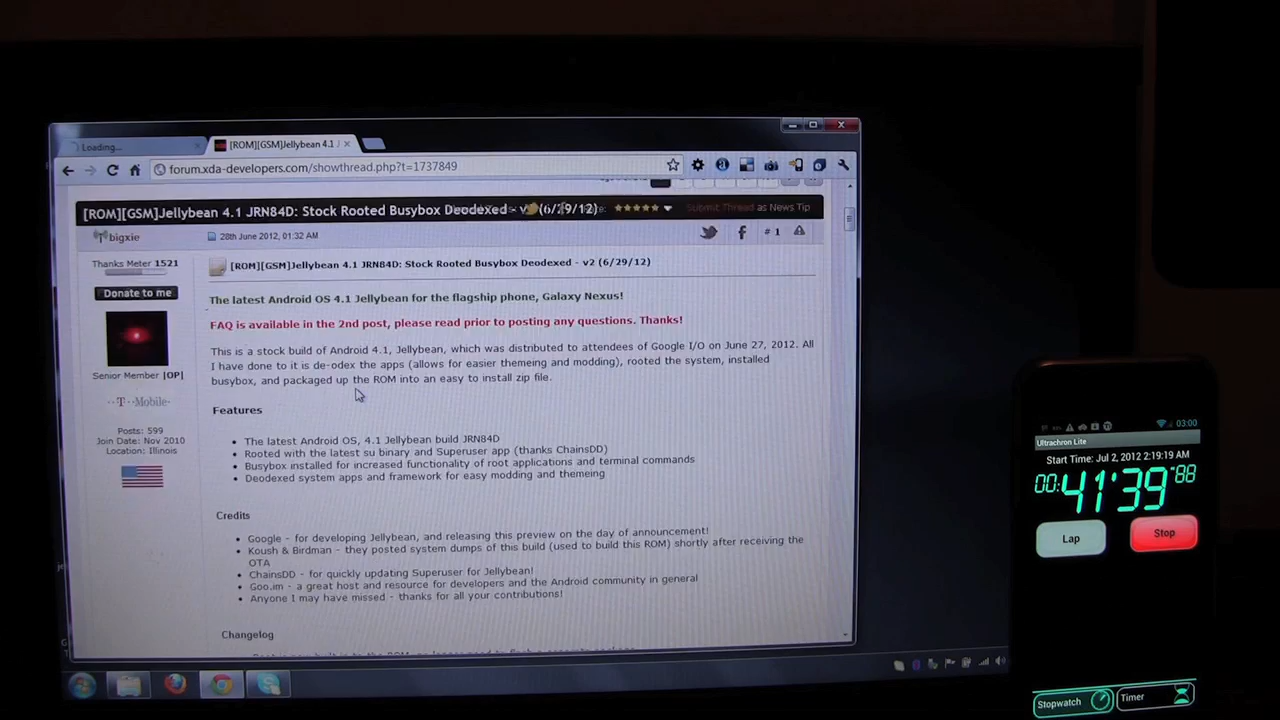 Loading...
[ROM][GSM]Jellybean 4.1 J
forum.xda-developers.com/showthread.php?t=1737849
[ROM][GSM]Jellybean 4.1 JRN84D: Stock Rooted Busybox Deodexed - v2 (6/29/12)
Submit Thread as News Tip
bigxie
28th June 2012, 01:32 AM
# 1
Thanks Meter 1521
Donate to me
Senior Member |OP|
T-Mobile
Posts: 599
Join Date: Nov 2010
Location: Illinois
[ROM][GSM]Jellybean 4.1 JRN84D: Stock Rooted Busybox Deodexed - v2 (6/29/12)
The latest Android OS 4.1 Jellybean for the flagship phone, Galaxy Nexus!
FAQ is available in the 2nd post, please read prior to posting any questions. Thanks!
This is a stock build of Android 4.1, Jellybean, which was distributed to attendees of Google I/O on June 27, 2012. All
I have done to it is de-odex the apps (allows for easier themeing and modding), rooted the system, installed
busybox, and packaged up the ROM into an easy to install zip file.
Features
The latest Android OS, 4.1 Jellybean build JRN84D
Rooted with the latest su binary and Superuser app (thanks ChainsDD)
Busybox installed for increased functionality of root applications and terminal commands
Deodexed system apps and framework for easy modding and themeing
Credits
Google - for developing Jellybean, and releasing this preview on the day of announcement!
Koush & Birdman - they posted system dumps of this build (used to build this ROM) shortly after receiving the
OTA
ChainsDD - for quickly updating Superuser for Jellybean!
Goo.im - a great host and resource for developers and the Android community in general
Anyone I may have missed - thanks for all your contributions!
Changelog
03:00
Ultrachron Lite
Start Time: Jul 2, 2012 2:19:19 AM
00:41'39"88
Lap
Stop
Stopwatch
Timer